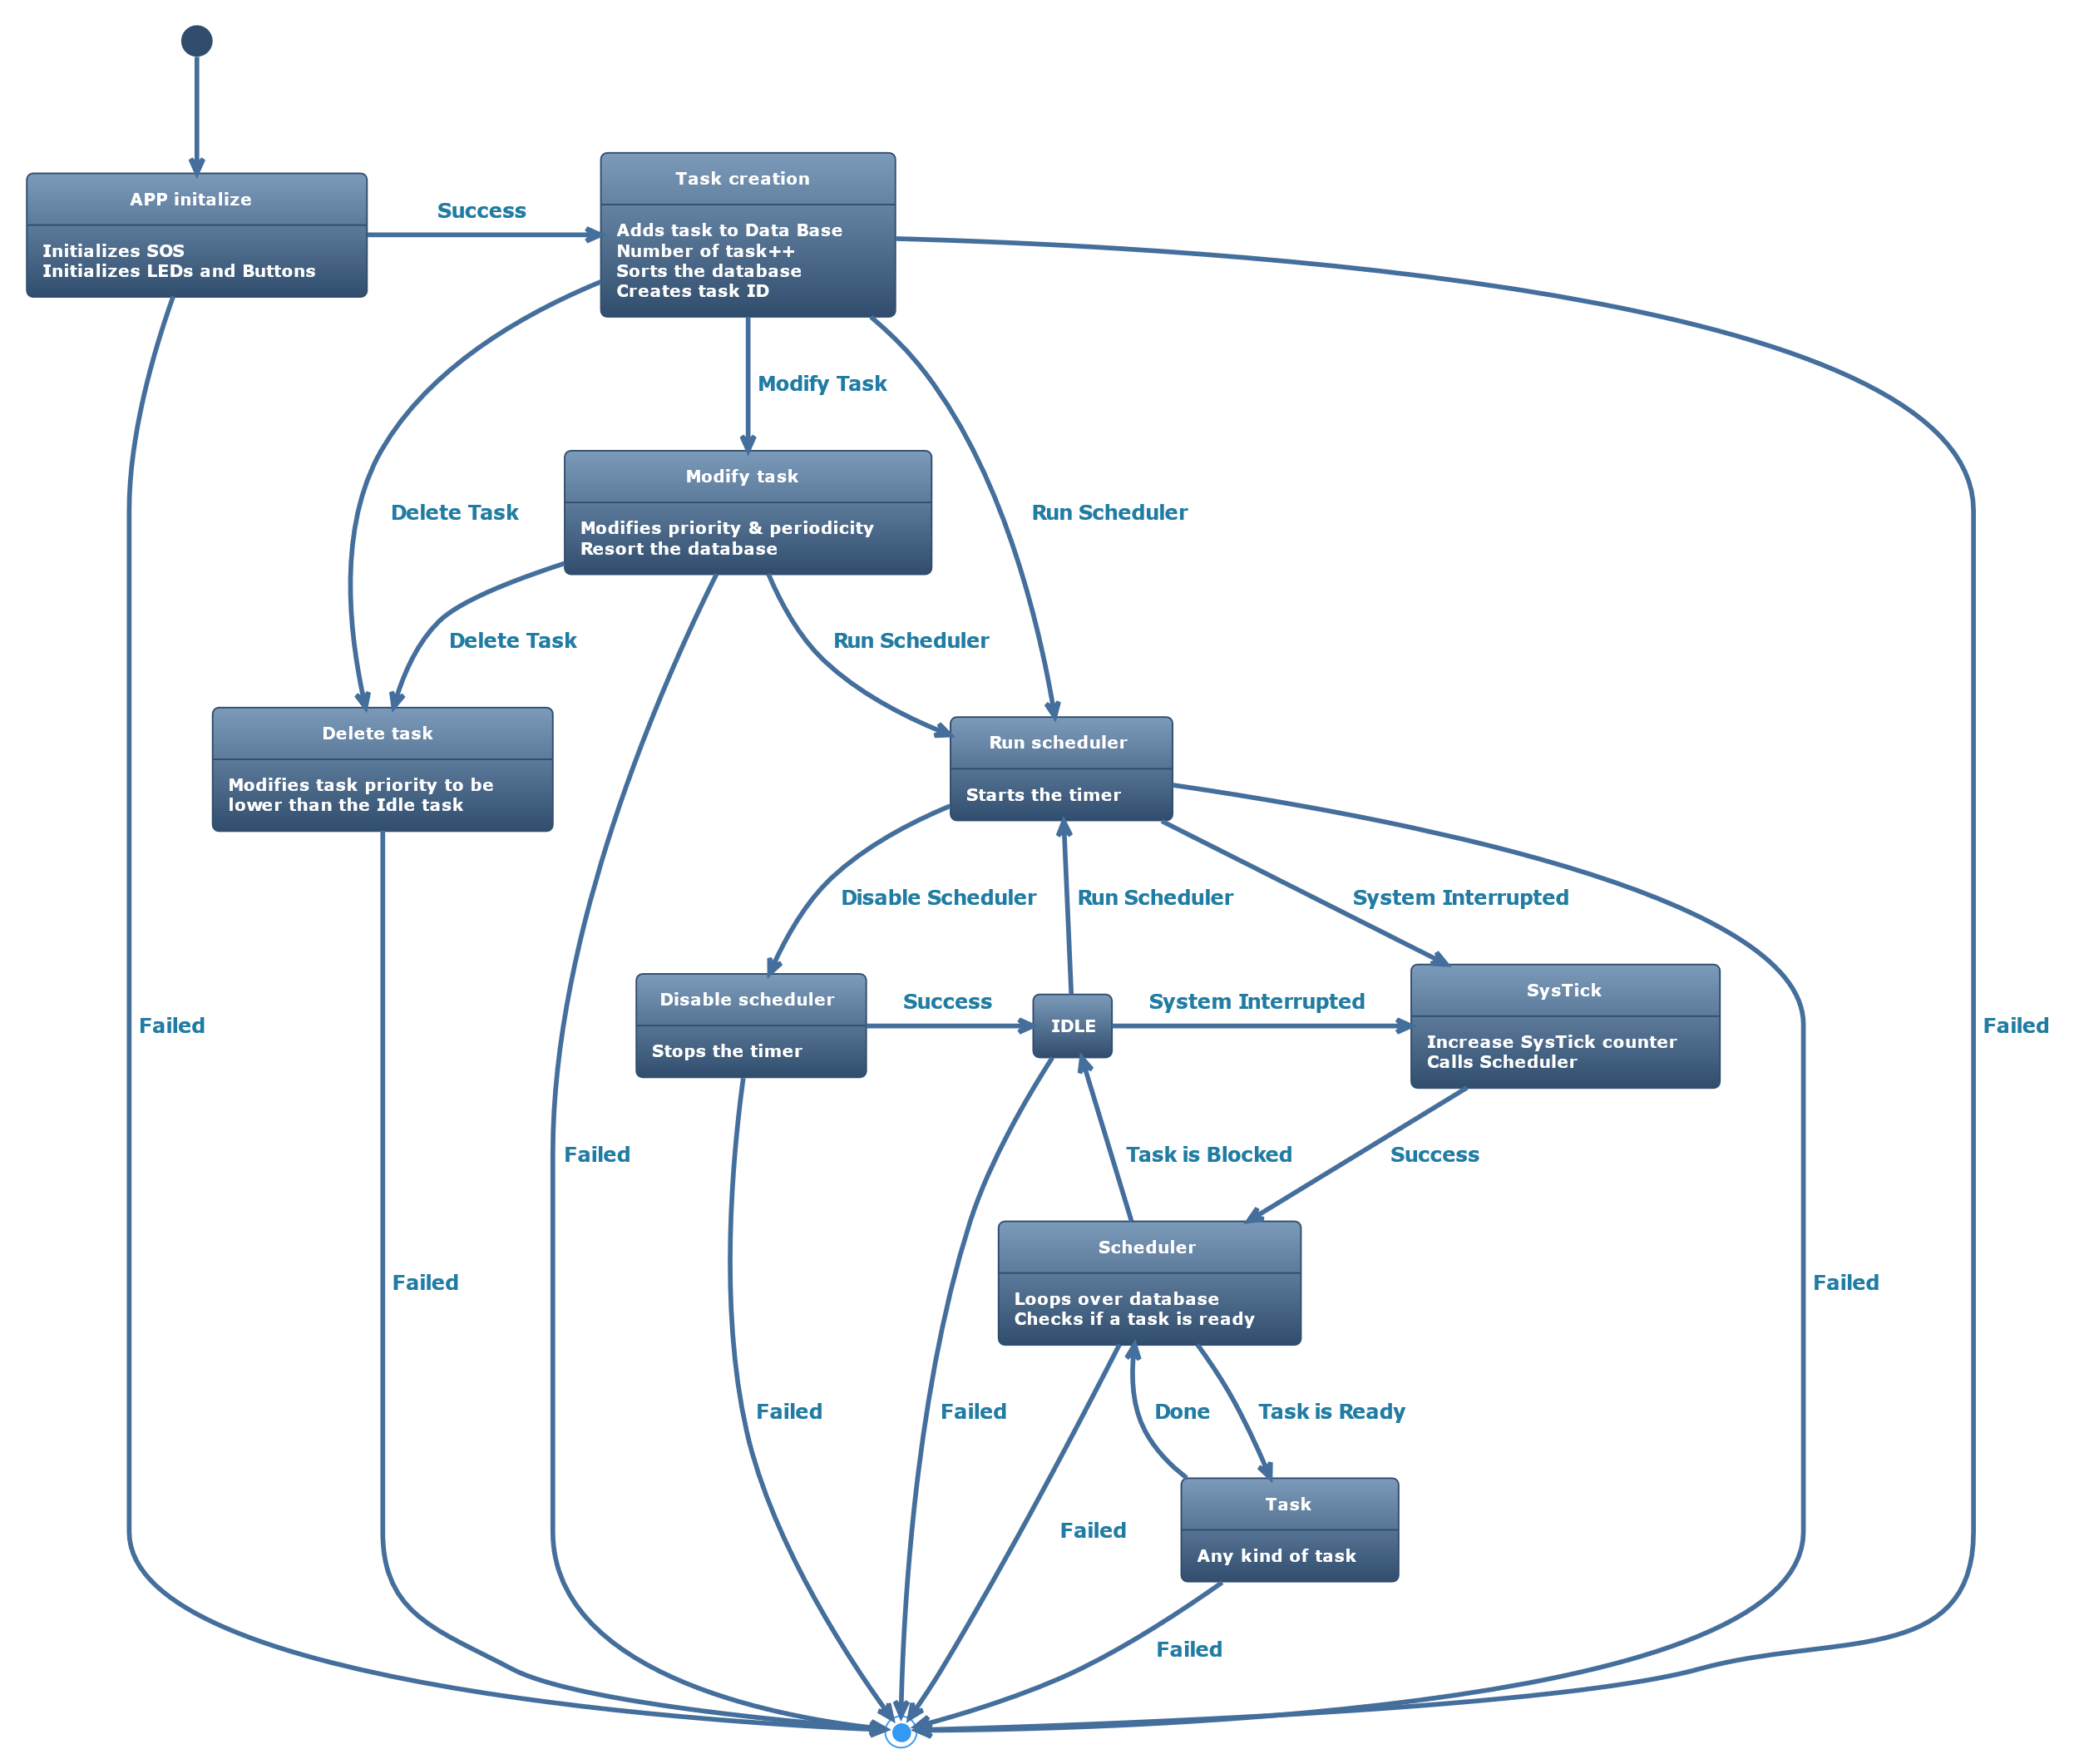 APP initalize
Initializes SOS
Initializes LEDs and Buttons
Success
Task creation
Adds task to Data Base
Number of task++
Sorts the database
Creates task ID
Modify Task
Modify task
Modifies priority & periodicity
Resort the database
Delete Task
Run Scheduler
Delete Task
Run Scheduler
Delete task
Modifies task priority to be
lower than the Idle task
Run scheduler
Starts the timer
Disable Scheduler
Run Scheduler
System Interrupted
Disable scheduler
Stops the timer
Success
IDLE
System Interrupted
SysTick
Increase SysTick counter
Calls Scheduler
Failed
Failed
Failed
Task is Blocked
Success
Scheduler
Loops over database
Checks if a task is ready
Failed
Failed
Failed
Failed
Done
Task is Ready
Task
Any kind of task
Failed
Failed